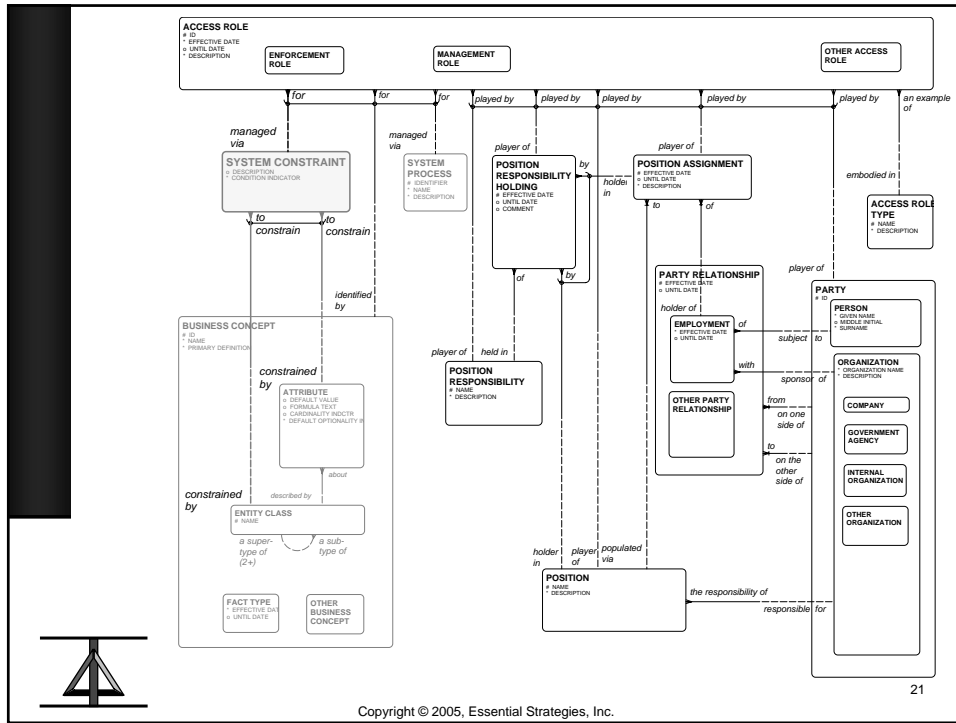 ACCESS ROLE
# ID
* EFFECTIVE DATE
o UNTIL DATE
* DESCRIPTION
ENFORCEMENT
ROLE
MANAGEMENT
ROLE
OTHER ACCESS
ROLE
for
for
for
played by
played by
played by
played by
played by
an example
of
managed
via
managed
via
player of
by
holder
in
player of
embodied in
SYSTEM CONSTRAINT
o DESCRIPTION
* CONDITION INDICATOR
SYSTEM
PROCESS
# IDENTIFIER
* NAME
* DESCRIPTION
POSITION
RESPONSIBILITY
HOLDING
# EFFECTIVE DATE
o UNTIL DATE
o COMMENT
POSITION ASSIGNMENT
# EFFECTIVE DATE
o UNTIL DATE
* DESCRIPTION
ACCESS ROLE
TYPE
# NAME
* DESCRIPTION
to
constrain
to
constrain
to
of
of
by
player of
identified
by
PARTY RELATIONSHIP
# EFFECTIVE DATE
o UNTIL DATE
holder of
EMPLOYMENT
* EFFECTIVE DATE
o UNTIL DATE
of
subject to
with
sponsor of
OTHER PARTY
RELATIONSHIP
from
on one
side of
to
on the
other
side of
PARTY
# ID
PERSON
* GIVEN NAME
o MIDDLE INITIAL
* SURNAME
ORGANIZATION
* ORGANIZATION NAME
* DESCRIPTION
COMPANY
GOVERNMENT
AGENCY
INTERNAL
ORGANIZATION
OTHER
ORGANIZATION
BUSINESS CONCEPT
# ID
* NAME
* PRIMARY DEFINITION
constrained
by
ATTRIBUTE
o DEFAULT VALUE
o FORMULA TEXT
o CARDINALITY INDCTR
* DEFAULT OPTIONALITY IN
player of
held in
POSITION
RESPONSIBILITY
# NAME
* DESCRIPTION
about
constrained
by
described by
ENTITY CLASS
# NAME
a super-
type of
(2+)
a sub-
type of
FACT TYPE
* EFFECTIVE DAT
o UNTIL DATE
OTHER
BUSINESS
CONCEPT
holder
in
player
of
populated
via
POSITION
# NAME
* DESCRIPTION
the responsibility of
responsible for
21
Copyright © 2005, Essential Strategies, Inc.